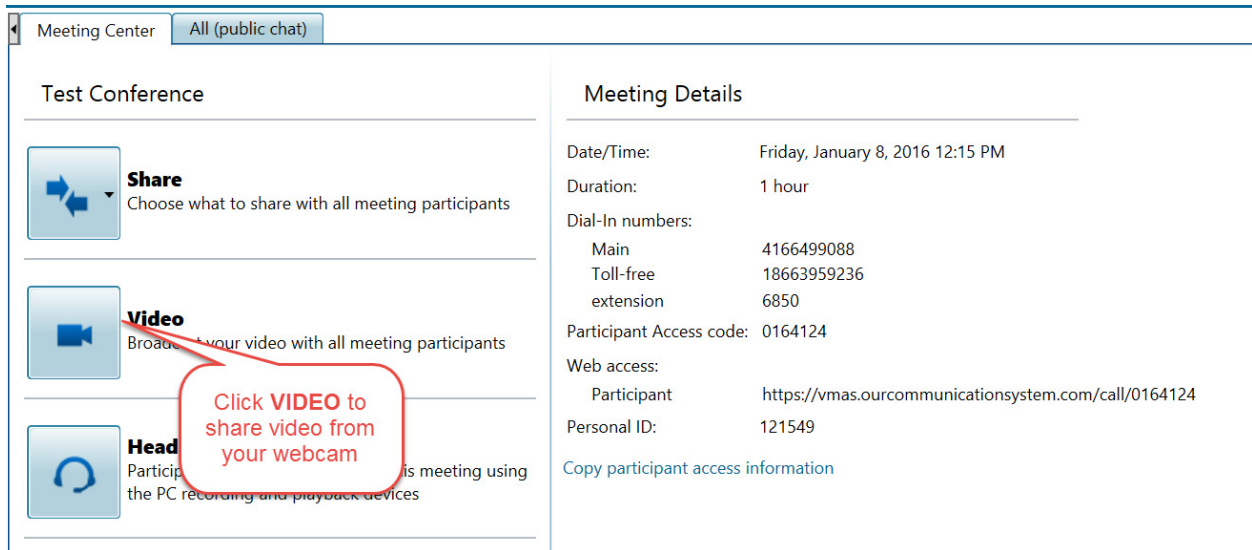 Meeting Center
All (public chat)
Test Conference
Share
Choose what to share with all meeting participants
Video
your video with all meeting participants
Click VIDEO to
share video from
your webcam
is meeting using
the PC recording and playback devices
Meeting Details
Date/Time: Friday, January 8, 2016 12:15 PM
Duration: 1 hour
Dial-In numbers:
Main 4166499088
Toll-free 18663959236
extension 6850
Participant Access code: 0164124
Web access:
Participant https://vmas.ourcommunicationsystem.com/call/0164124
Personal ID: 121549
Copy participant access information